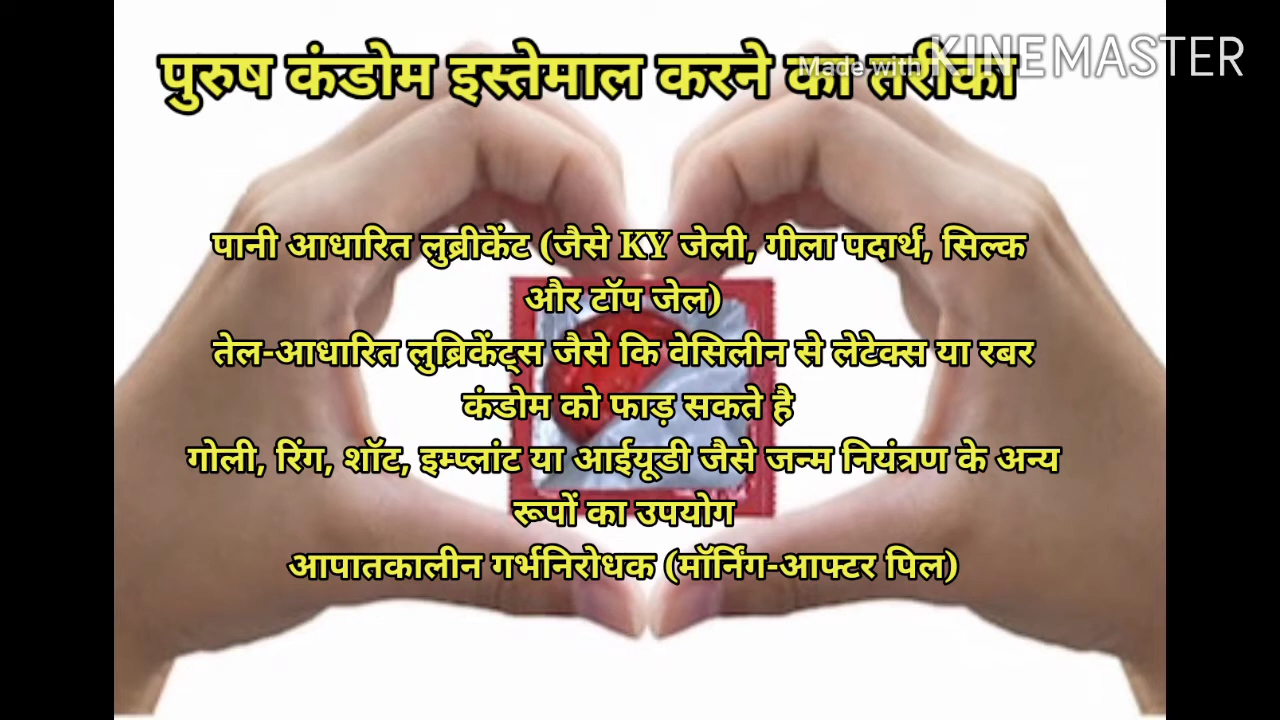 पुरुष कंडोम इस्तेमाल करने का तरीका
Made with KINEMASTER
पानी आधारित लुब्रीकेंट (जैसे KY जेली, गीला पदार्थ, सिल्क
और टॉप जेल)
तेल-आधारित लुब्रिकेंट्स जैसे कि वेसिलीन से लेटेक्स या रबर
कंडोम को फाड़ सकते है
गोली, रिंग, शॉट, इम्प्लांट या आईयूडी जैसे जन्म नियंत्रण के अन्य
रूपों का उपयोग
आपातकालीन गर्भनिरोधक (मॉर्निंग-आफ्टर पिल)